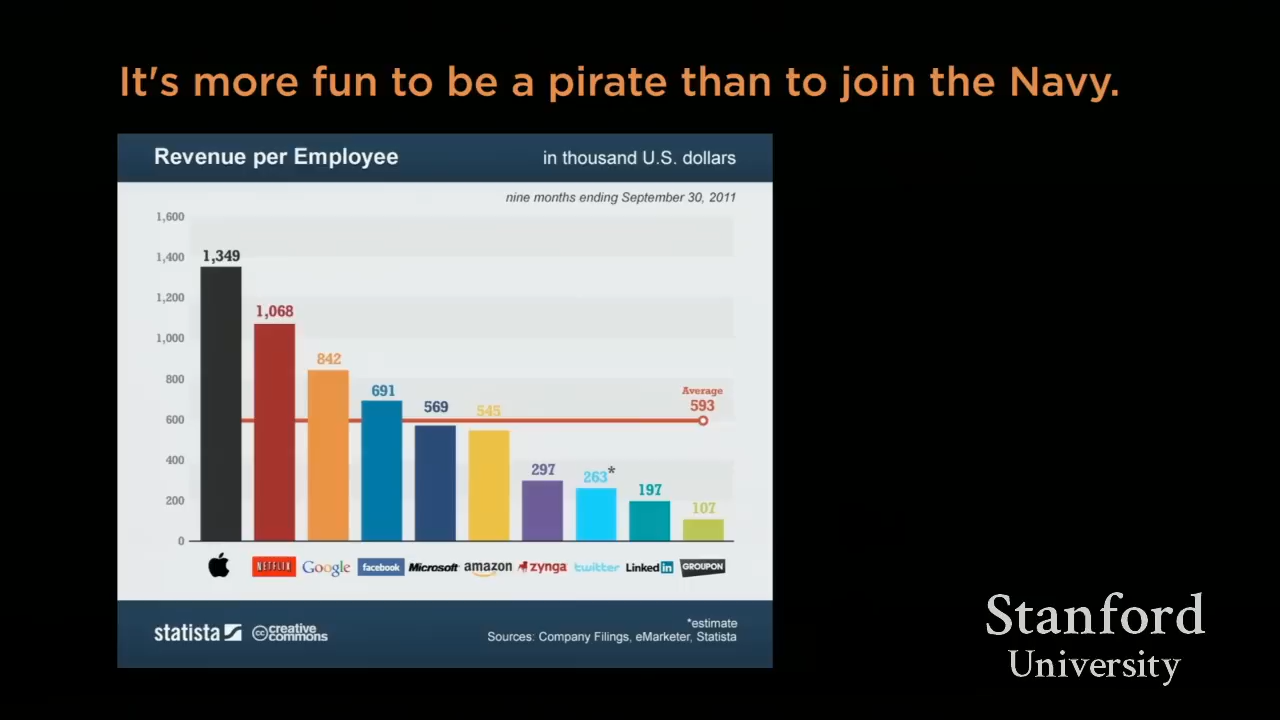 It's more fun to be a pirate than to join the Navy.
Revenue per Employee
in thousand U.S. dollars
nine months ending September 30, 2011
1,600
1,400
1,200
1,000
800
600
400
200
0
1,349
1,068
842
691
569
545
297
263*
197
107
Average
593
NETFLIX
Google
facebook
Microsoft
amazon
zynga
twitter
Linked in
GROUPON
statista
cc creative commons
*estimate
Sources: Company Filings, eMarketer, Statista
Stanford
University